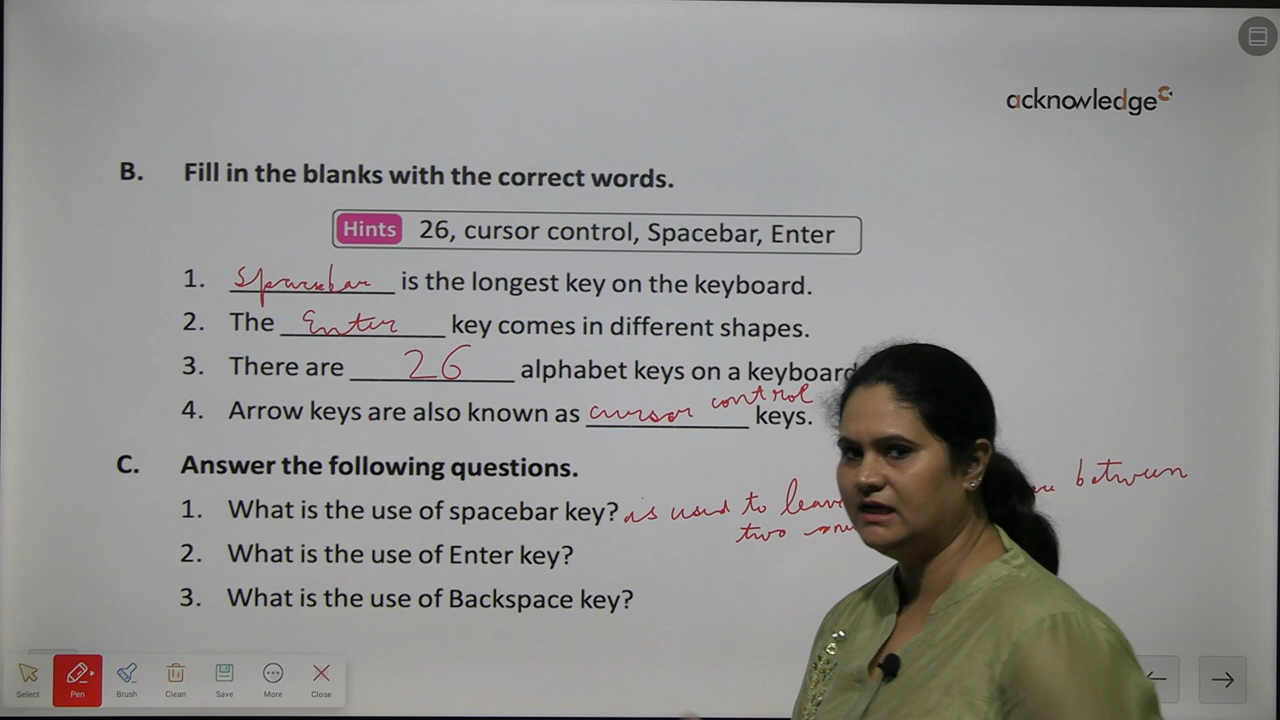 acknowledge
B. Fill in the blanks with the correct words.
Hints 26, cursor control, Spacebar, Enter
1. Spacebar is the longest key on the keyboard.
2. The Enter key comes in different shapes.
3. There are 26 alphabet keys on a keyboard
4. Arrow keys are also known as cursor control keys.
C. Answer the following questions.
1. What is the use of spacebar key? is used to between
two
2. What is the use of Enter key?
3. What is the use of Backspace key?
Select Pen Brush Clean Save More Close